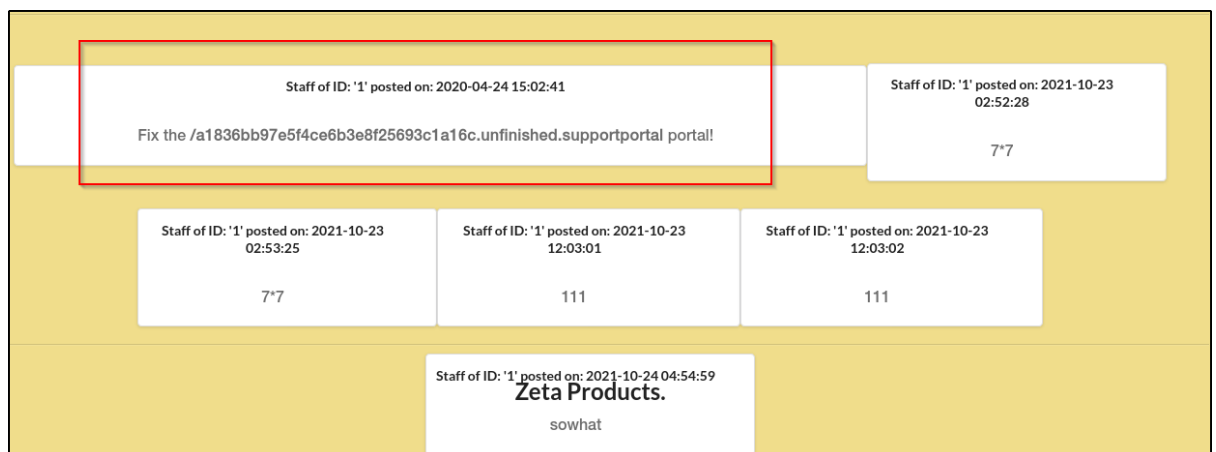 Staff of ID: '1' posted on: 2020-04-24 15:02:41
Fix the /a1836bb97e5f4ce6b3e8f25693c1a16c.unfinished.supportportal portal!
Staff of ID: '1' posted on: 2021-10-23
02:52:28
7*7
Staff of ID: '1' posted on: 2021-10-23
02:53:25
7*7
Staff of ID: '1' posted on: 2021-10-23
12:03:01
111
Staff of ID: '1' posted on: 2021-10-23
12:03:02
111
Staff of ID: '1' posted on: 2021-10-24 04:54:59
Zeta Products.
sowhat